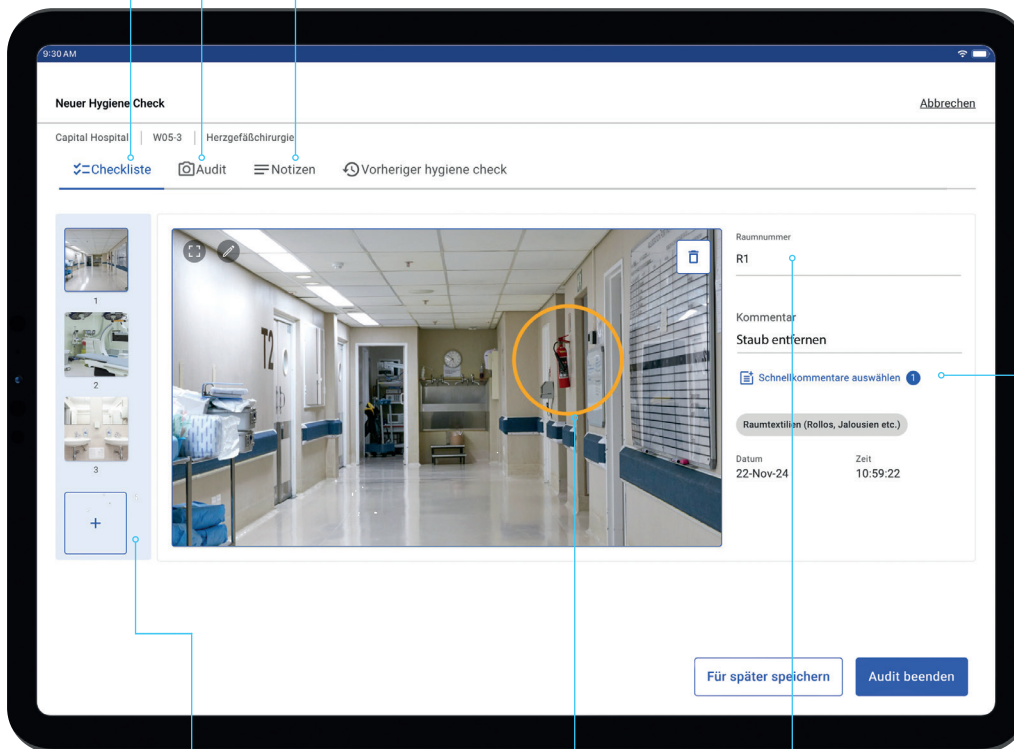 9:30 AM
Neuer Hygiene Check
Abbrechen
Capital Hospital | W05-3 | Herzgefäßchirurgie
Checkliste Audit Notizen Vorheriger hygiene check
1
2
3
+
T2
Raumnummer
R1
Kommentar
Staub entfernen
Schnellkommentare auswählen 1
Raumtextilien (Rollos, Jalousien etc.)
Datum Zeit
22-Nov-24 10:59:22
Für später speichern Audit beenden